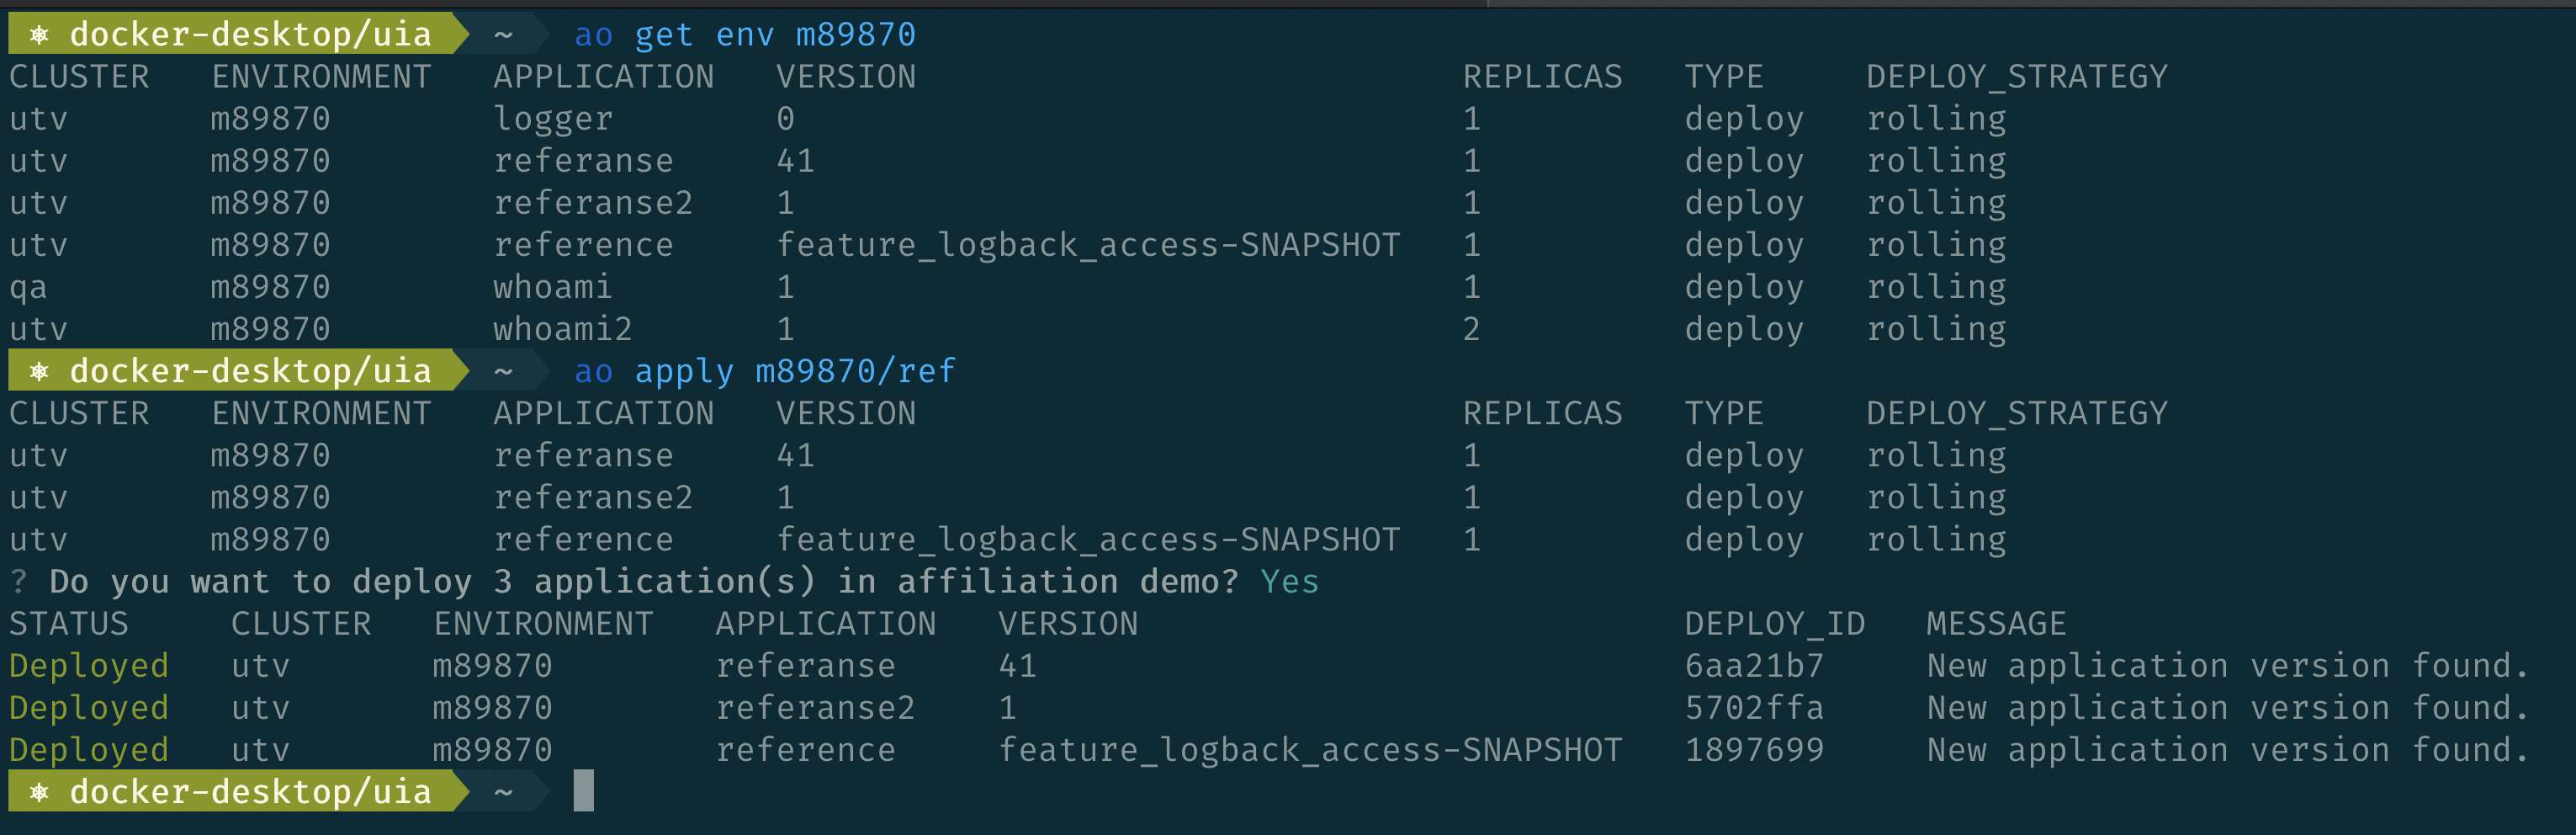 ⎈ docker-desktop/uia ~ ao get env m89870
CLUSTER ENVIRONMENT APPLICATION VERSION REPLICAS TYPE DEPLOY_STRATEGY
utv m89870 logger 0 1 deploy rolling
utv m89870 referanse 41 1 deploy rolling
utv m89870 referanse2 1 1 deploy rolling
utv m89870 reference feature_logback_access-SNAPSHOT 1 deploy rolling
qa m89870 whoami 1 1 deploy rolling
utv m89870 whoami2 1 2 deploy rolling
⎈ docker-desktop/uia ~ ao apply m89870/ref
CLUSTER ENVIRONMENT APPLICATION VERSION REPLICAS TYPE DEPLOY_STRATEGY
utv m89870 referanse 41 1 deploy rolling
utv m89870 referanse2 1 1 deploy rolling
utv m89870 reference feature_logback_access-SNAPSHOT 1 deploy rolling
? Do you want to deploy 3 application(s) in affiliation demo? Yes
STATUS CLUSTER ENVIRONMENT APPLICATION VERSION DEPLOY_ID MESSAGE
Deployed utv m89870 referanse 41 6aa21b7 New application version found.
Deployed utv m89870 referanse2 1 5702ffa New application version found.
Deployed utv m89870 reference feature_logback_access-SNAPSHOT 1897699 New application version found.
⎈ docker-desktop/uia ~